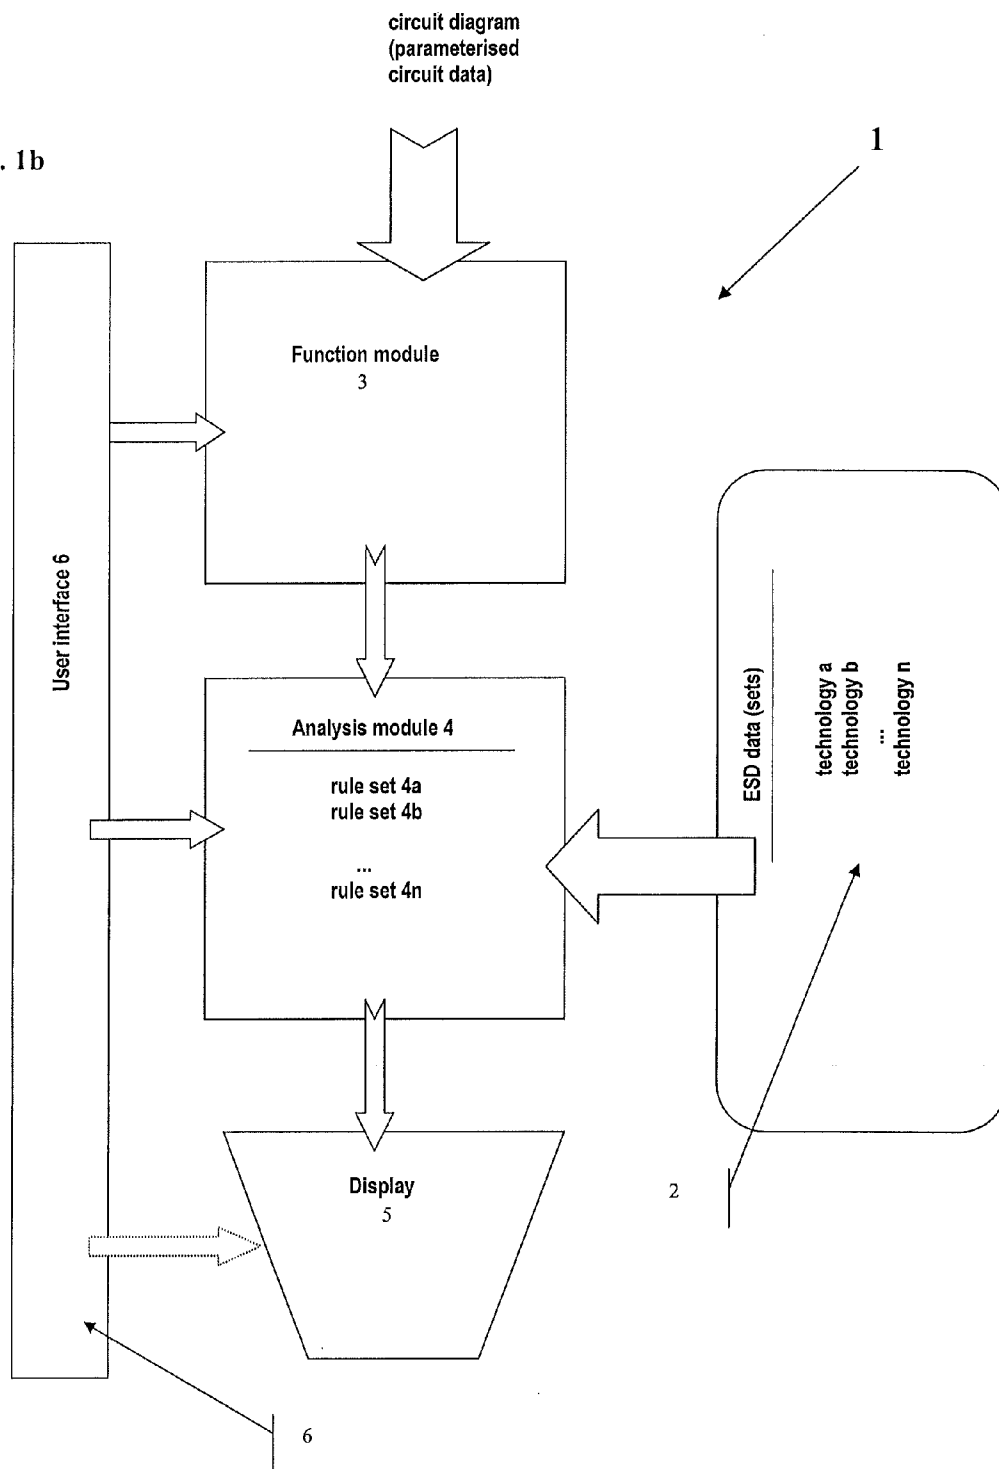 circuit diagram
(parameterised
circuit data)
. 1b
1
Function module
3
User interface 6
Analysis module 4
rule set 4a
rule set 4b
...
rule set 4n
ESD data (sets)
technology a
technology b
...
technology n
Display
5
2
6